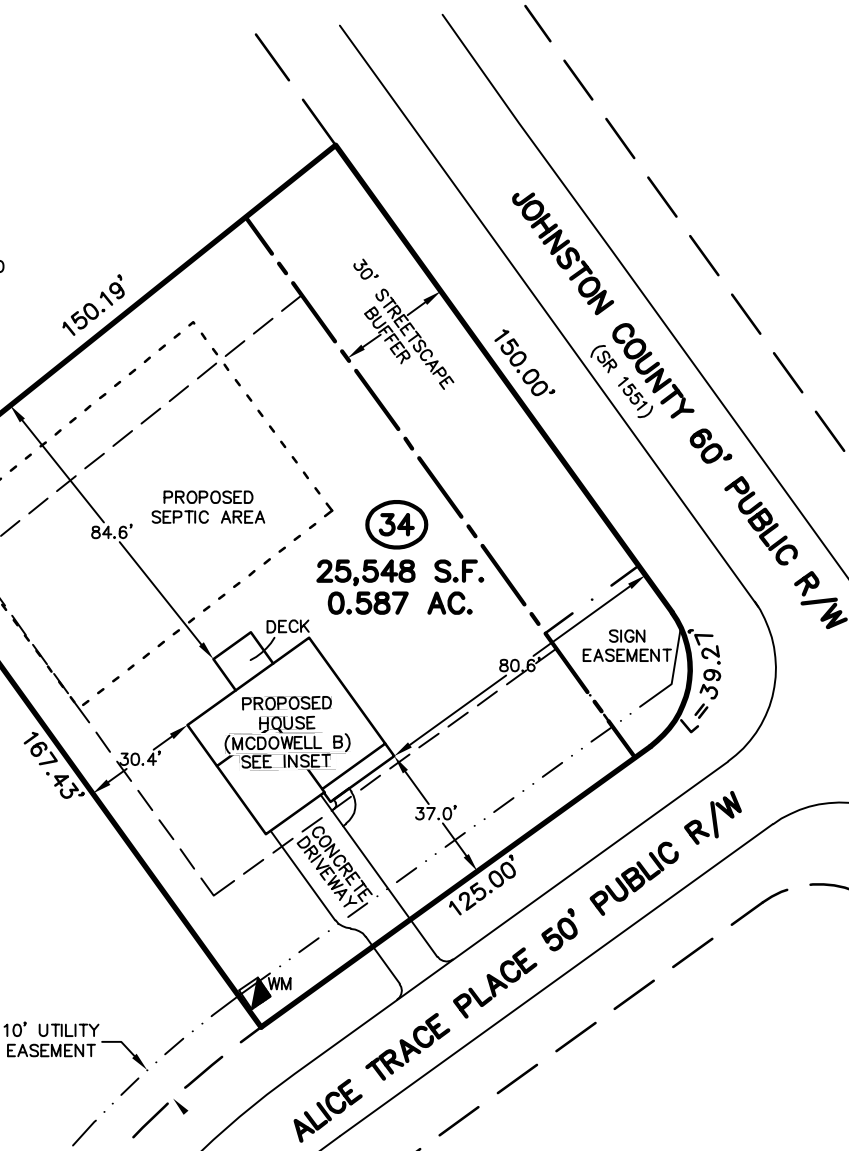 150.19'
30' STREETSCAPE
BUFFER
150.00'
JOHNSTON COUNTY 60' PUBLIC R/W
(SR 1551)
PROPOSED
SEPTIC AREA
84.6'
34
25,548 S.F.
0.587 AC.
DECK
SIGN
EASEMENT
80.6'
L=39.27'
PROPOSED
HOUSE
(MCDOWELL B)
SEE INSET
30.4'
167.43'
37.0'
CONCRETE
DRIVEWAY
125.00'
WM
10' UTILITY
EASEMENT
ALICE TRACE PLACE 50' PUBLIC R/W